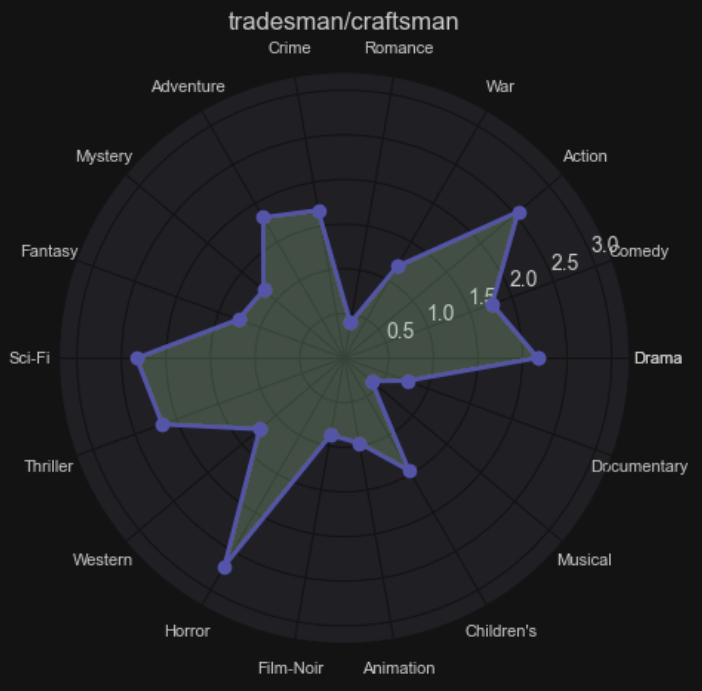 tradesman/craftsman
Crime
Romance
Adventure
War
Mystery
Action
Fantasy
Comedy
3.0
2.5
2.0
1.5
1.0
0.5
Sci-Fi
Drama
Thriller
Documentary
Western
Musical
Horror
Children's
Film-Noir
Animation